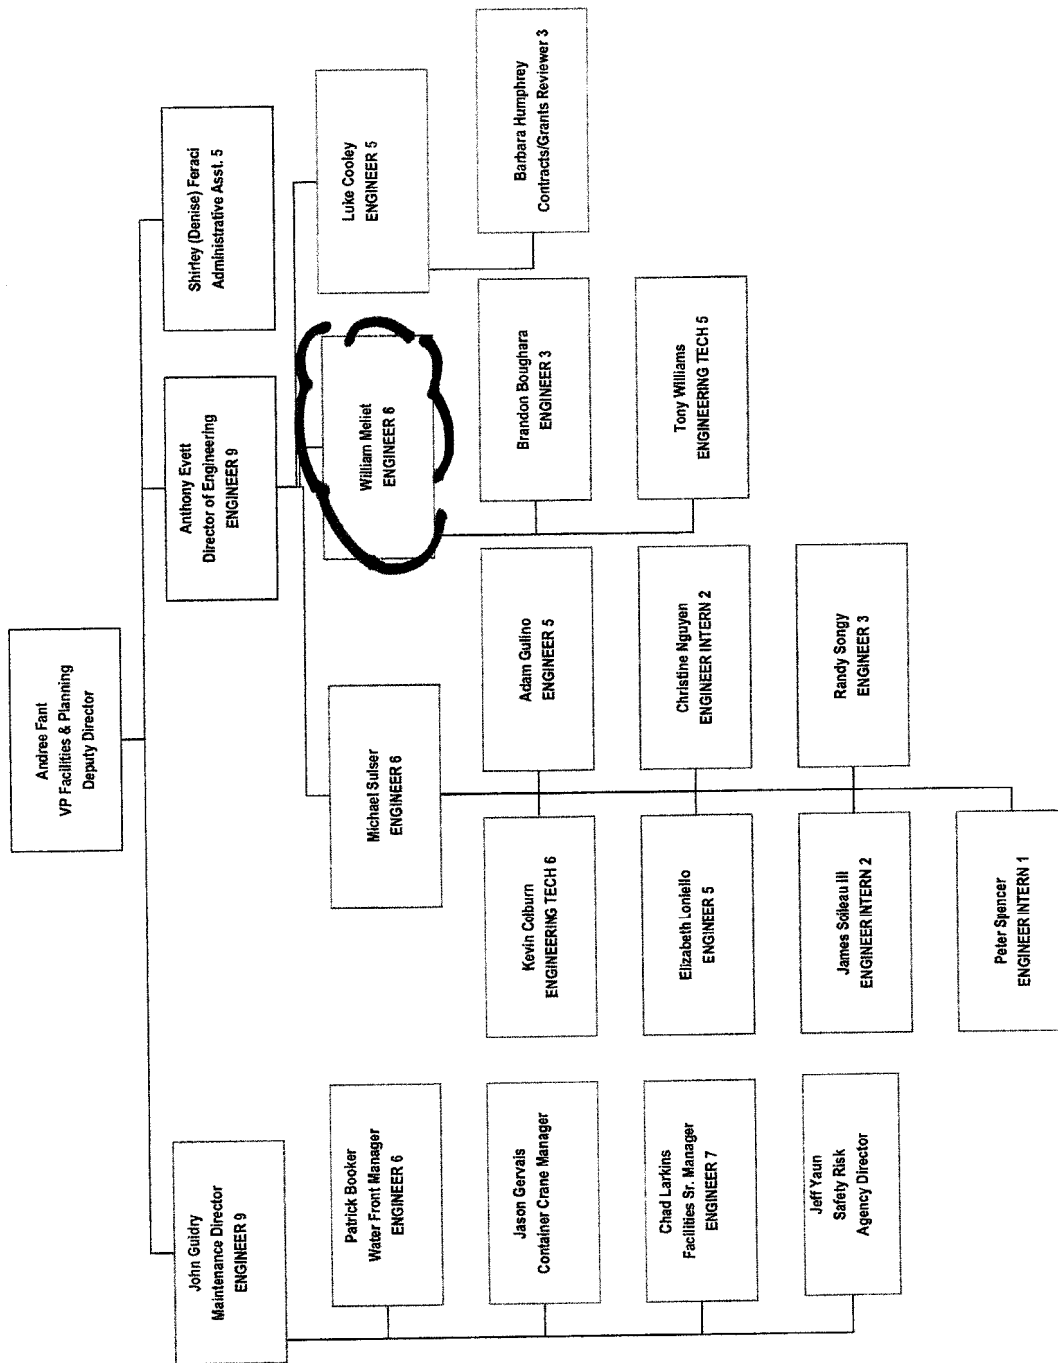 Andree Fant
VP Facilities & Planning
Deputy Director
John Guidry
Maintenance Director
ENGINEER 9
Anthony Evett
Director of Engineering
ENGINEER 9
Shirley (Denise) Feraci
Administrative Asst. 5
Patrick Booker
Water Front Manager
ENGINEER 6
Michael Sulser
ENGINEER 6
William Meliet
ENGINEER 6
Luke Cooley
ENGINEER 5
Jason Gervais
Container Crane Manager
Kevin Colburn
ENGINEERING TECH 6
Adam Gulino
ENGINEER 5
Brandon Boughara
ENGINEER 3
Barbara Humphrey
Contracts/Grants Reviewer 3
Chad Larkins
Facilities Sr. Manager
ENGINEER 7
Elizabeth Loniello
ENGINEER 5
Christine Nguyen
ENGINEER INTERN 2
Tony Williams
ENGINEERING TECH 5
Jeff Yaun
Safety Risk
Agency Director
James Soileau III
ENGINEER INTERN 2
Randy Songy
ENGINEER 3
Peter Spencer
ENGINEER INTERN 1